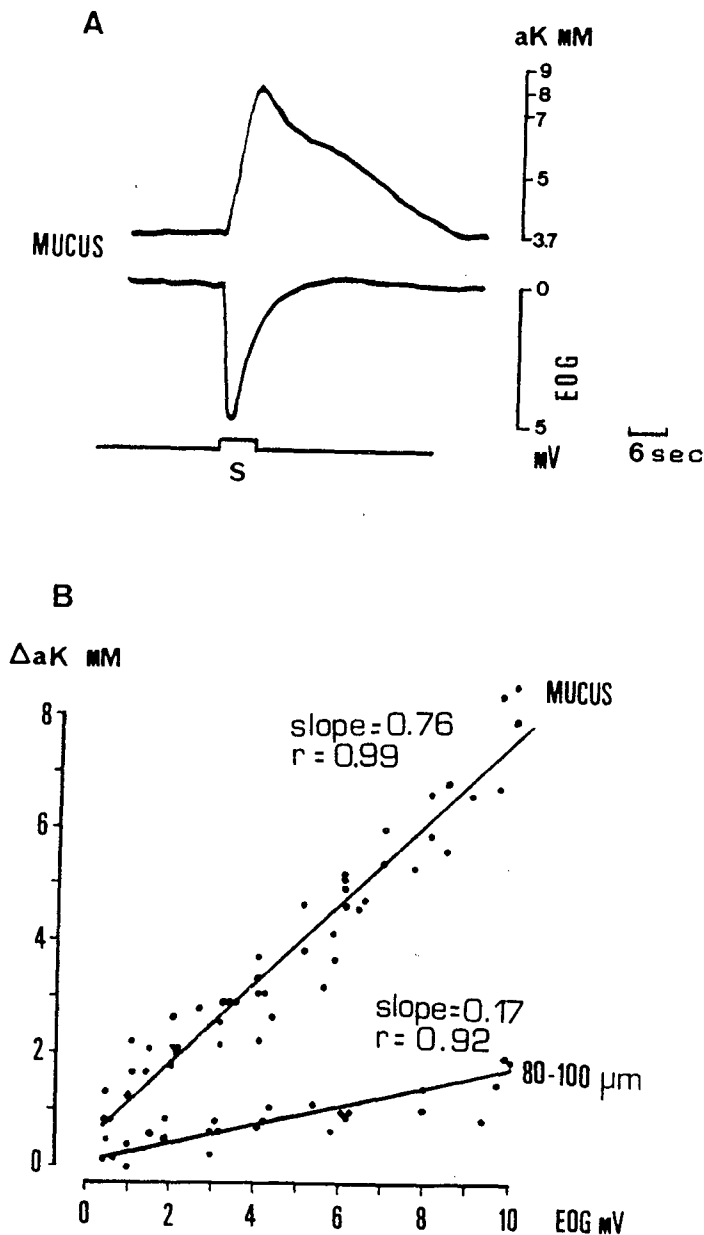 A
aK mM
9
8
7
5
3.7
MUCUS
0
EOG
5
mV
6 sec
S
B
ΔaK mM
8
MUCUS
slope=0.76
r=0.99
6
4
slope=0.17
r=0.92
2
80-100 µm
0
0 2 4 6 8 10 EOG mV